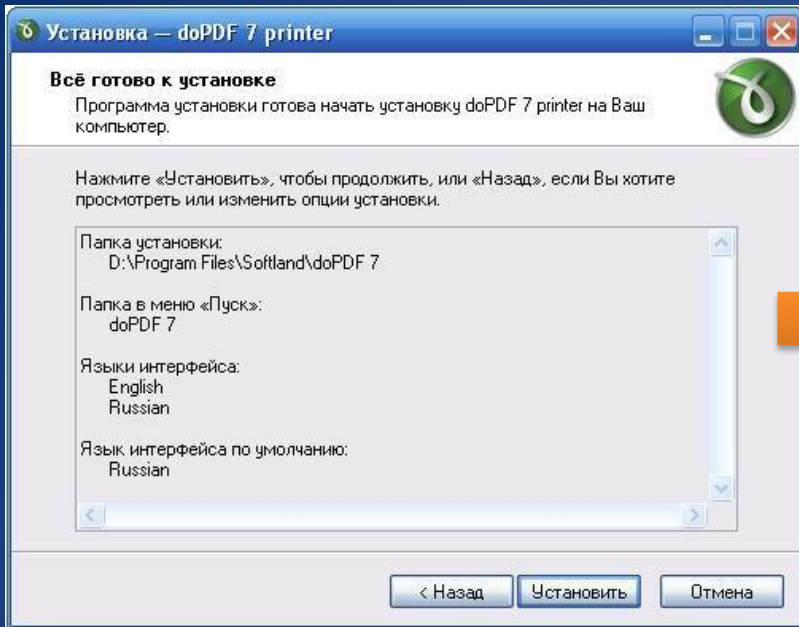 Установка — doPDF 7 printer
Всё готово к установке
Программа установки готова начать установку doPDF 7 printer на Ваш
компьютер.
Нажмите «Установить», чтобы продолжить, или «Назад», если Вы хотите
просмотреть или изменить опции установки.
Папка установки:
D:\Program Files\Softland\doPDF 7
Папка в меню «Пуск»:
doPDF 7
Языки интерфейса:
English
Russian
Язык интерфейса по умолчанию:
Russian
< Назад Установить Отмена